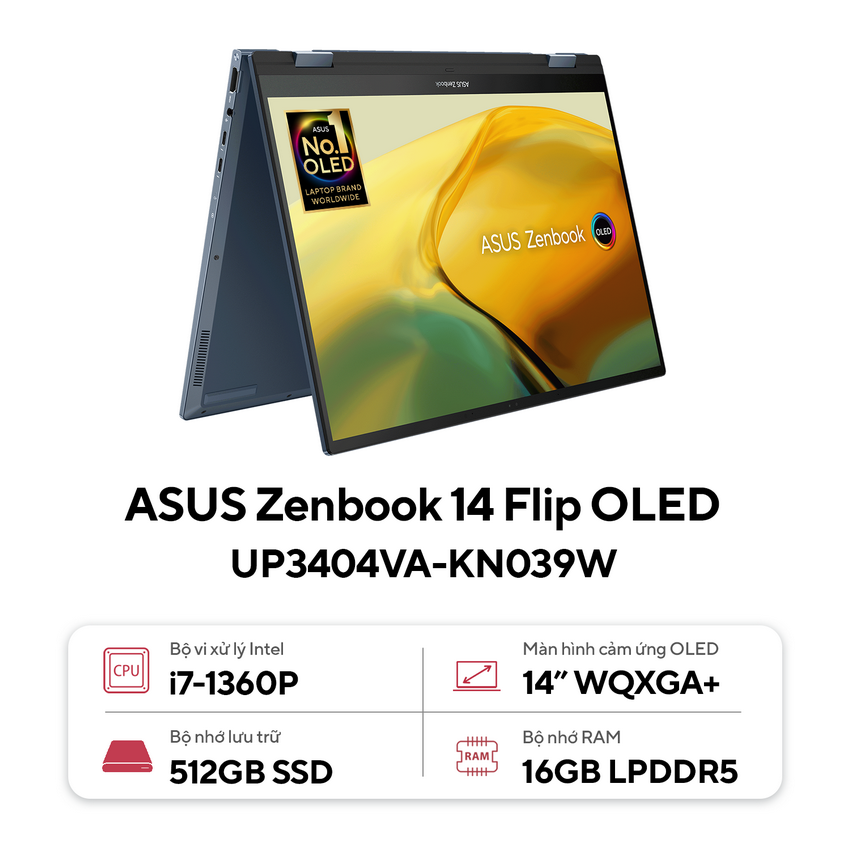 ASUS Zenbook
ASUS
No.1
OLED
LAPTOP BRAND
WORLDWIDE
ASUS Zenbook OLED
ASUS Zenbook 14 Flip OLED
UP3404VA-KN039W
CPU
Bộ vi xử lý Intel
i7-1360P
Màn hình cảm ứng OLED
14” WQXGA+
Bộ nhớ lưu trữ
512GB SSD
RAM
Bộ nhớ RAM
16GB LPDDR5